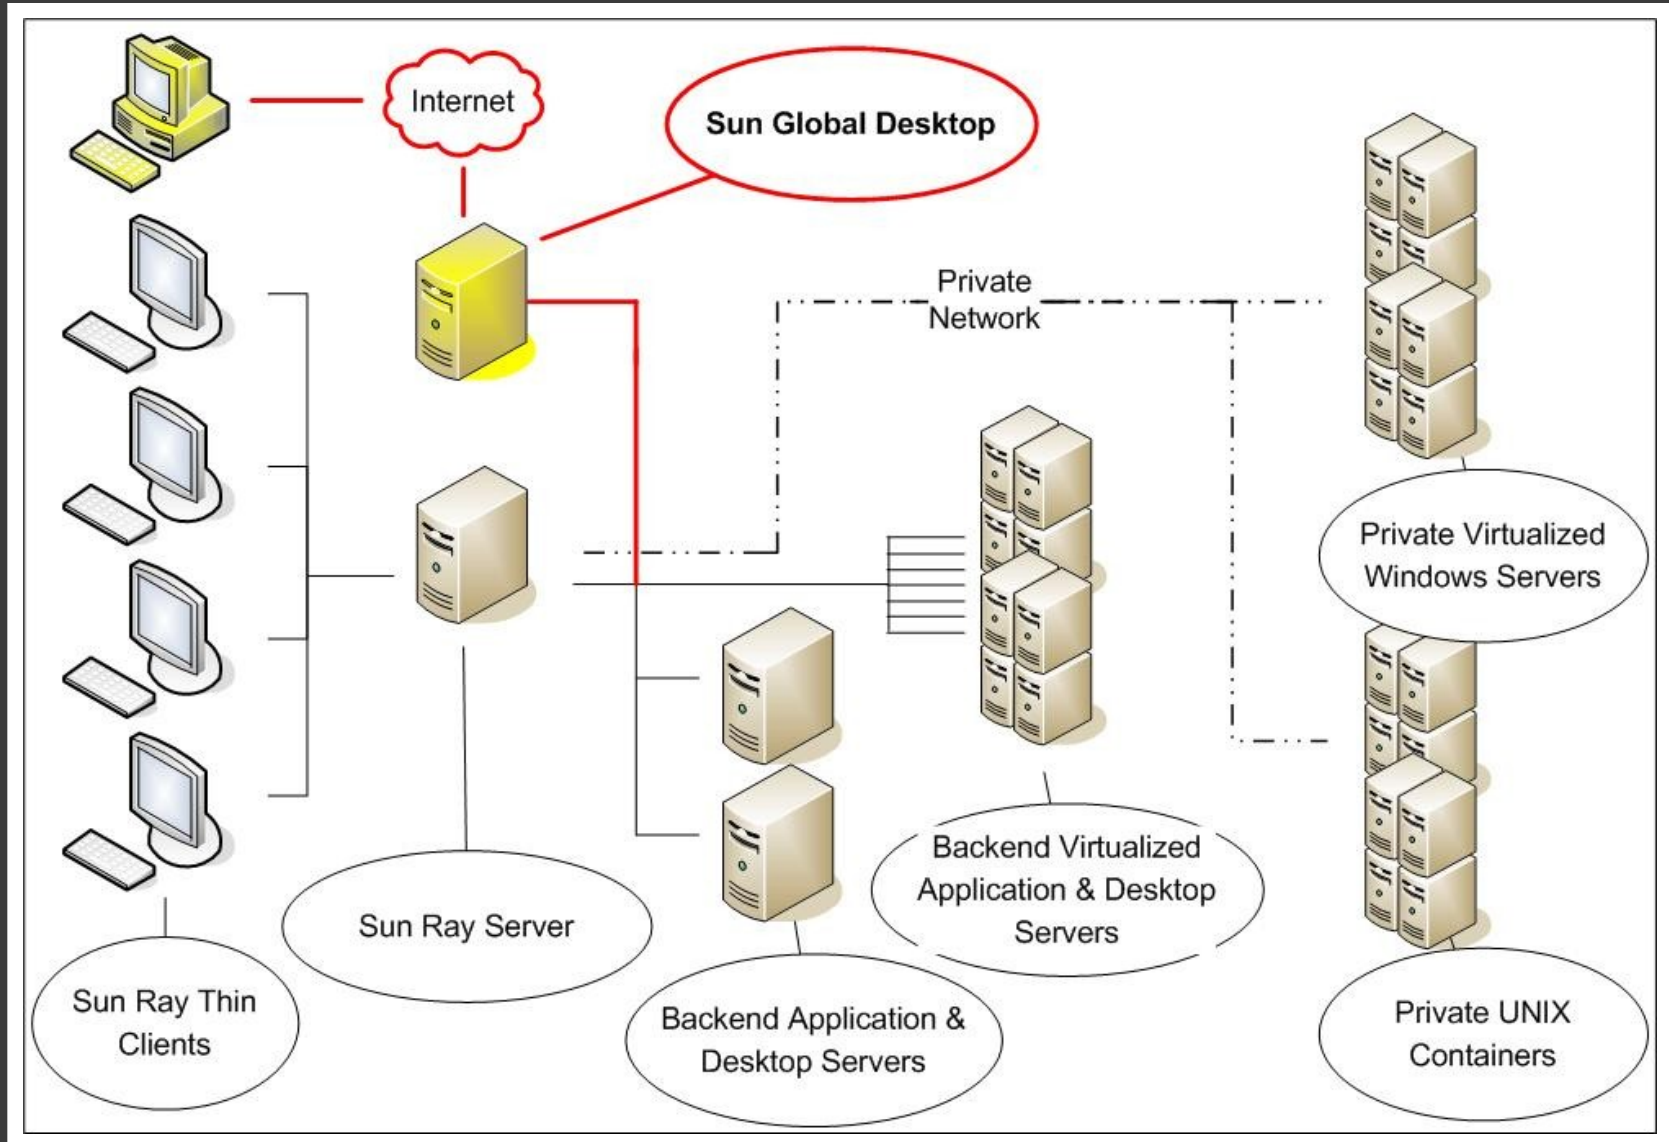 Internet
Sun Global Desktop
Private
Network
Private Virtualized
Windows Servers
Backend Virtualized
Application & Desktop
Servers
Sun Ray Server
Sun Ray Thin
Clients
Backend Application &
Desktop Servers
Private UNIX
Containers